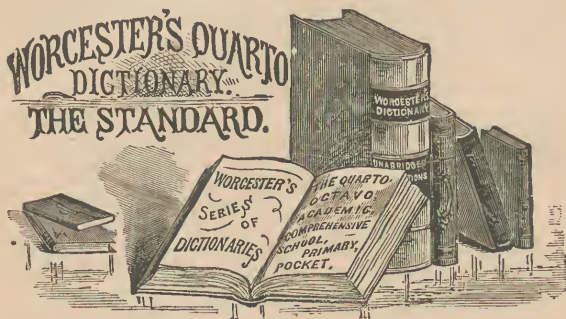 WORCESTER'S QUARTO
DICTIONARY.
THE STANDARD.
WORCESTER'S
DICTIONARY
UNABRIDGED
WORCESTER'S
SERIES
OF
DICTIONARIES
THE QUARTO
OCTAVO,
ACADEMIC,
COMPREHENSIVE
SCHOOL,
PRIMARY,
POCKET.